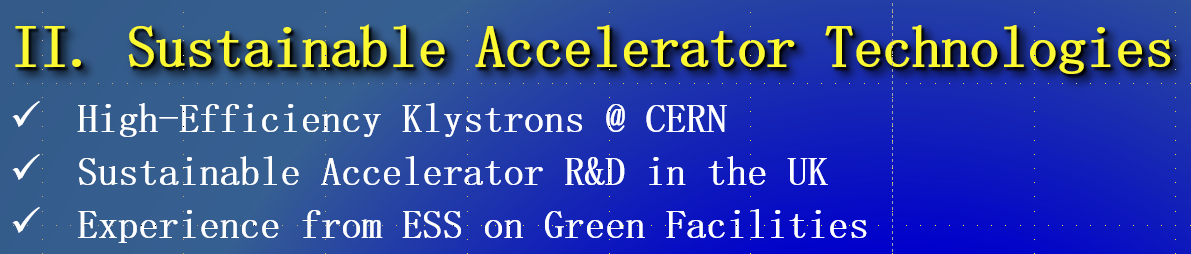 II. Sustainable Accelerator Technologies
✓ High-Efficiency Klystrons @ CERN
✓ Sustainable Accelerator R&D in the UK
✓ Experience from ESS on Green Facilities